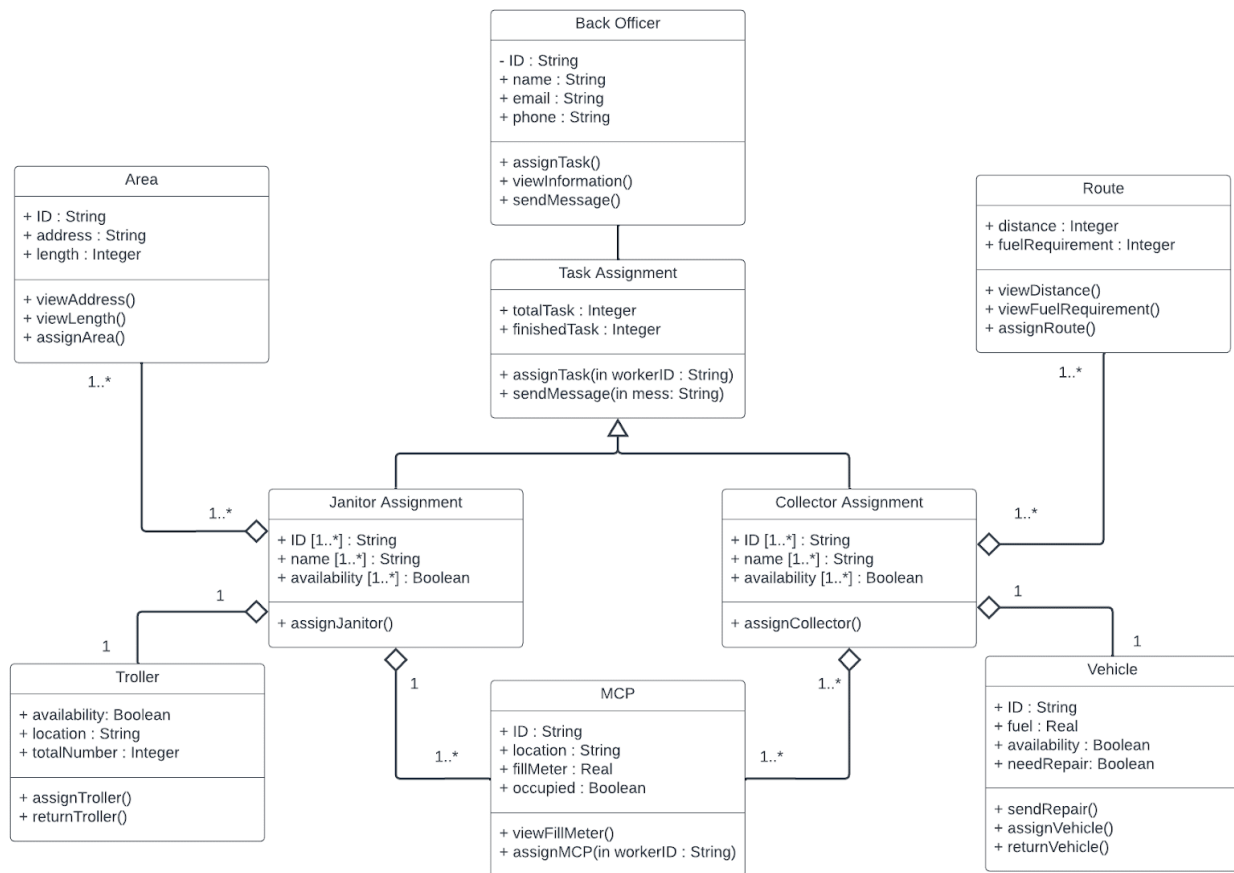 Back Officer
- ID : String
+ name : String
+ email : String
+ phone : String
+ assignTask()
+ viewInformation()
+ sendMessage()
Area
+ ID : String
+ address : String
+ length : Integer
+ viewAddress()
+ viewLength()
+ assignArea()
Task Assignment
+ totalTask : Integer
+ finishedTask : Integer
+ assignTask(in workerID : String)
+ sendMessage(in mess: String)
Route
+ distance : Integer
+ fuelRequirement : Integer
+ viewDistance()
+ viewFuelRequirement()
+ assignRoute()
1..*
1..*
1..*
1..*
Janitor Assignment
+ ID [1..*] : String
+ name [1..*] : String
+ availability [1..*] : Boolean
+ assignJanitor()
Collector Assignment
+ ID [1..*] : String
+ name [1..*] : String
+ availability [1..*] : Boolean
+ assignCollector()
1
1
1
1
Troller
+ availability: Boolean
+ location : String
+ totalNumber : Integer
+ assignTroller()
+ returnTroller()
1
1..*
MCP
+ ID : String
+ location : String
+ fillMeter : Real
+ occupied : Boolean
+ viewFillMeter()
+ assignMCP(in workerID : String)
1..*
1..*
Vehicle
+ ID : String
+ fuel : Real
+ availability : Boolean
+ needRepair: Boolean
+ sendRepair()
+ assignVehicle()
+ returnVehicle()